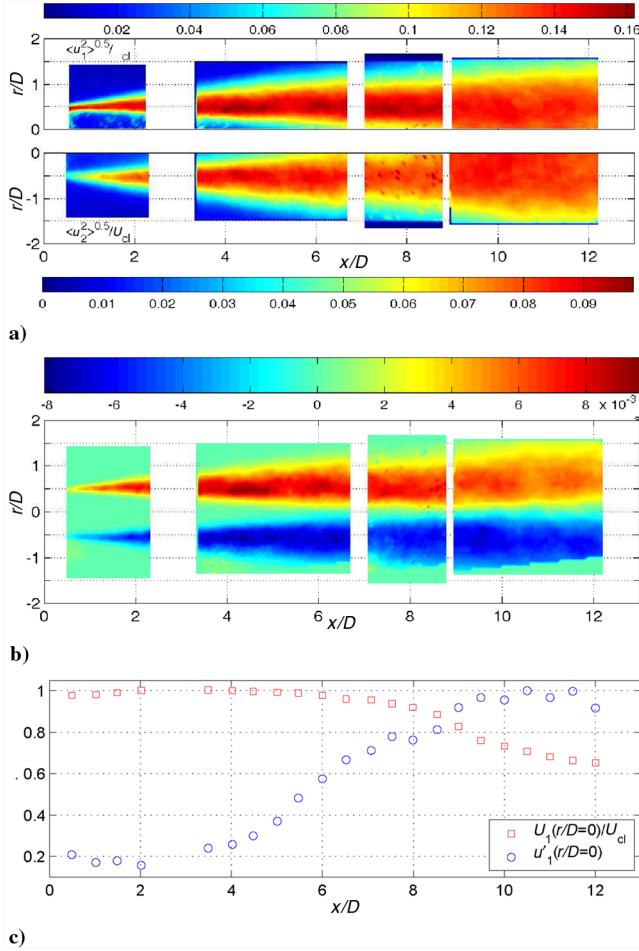 0.02 0.04 0.06 0.08 0.1 0.12 0.14 0.16
2
<u₁²>^0.5/ cl
r/D
1
0
0
r/D
-1
<u₂²>^0.5/U_cl
-2
0 2 4 6 8 10 12
x/D
0 0.01 0.02 0.03 0.04 0.05 0.06 0.07 0.08 0.09
a)
-8 -6 -4 -2 0 2 4 6 8 x 10⁻³
2
1
r/D
0
-1
-2
0 2 4 6 8 10 12
x/D
b)
1
0.8
0.6
0.4
0.2
U₁(r/D=0)/U_cl
u'₁(r/D=0)
0 2 4 6 8 10 12
x/D
c)